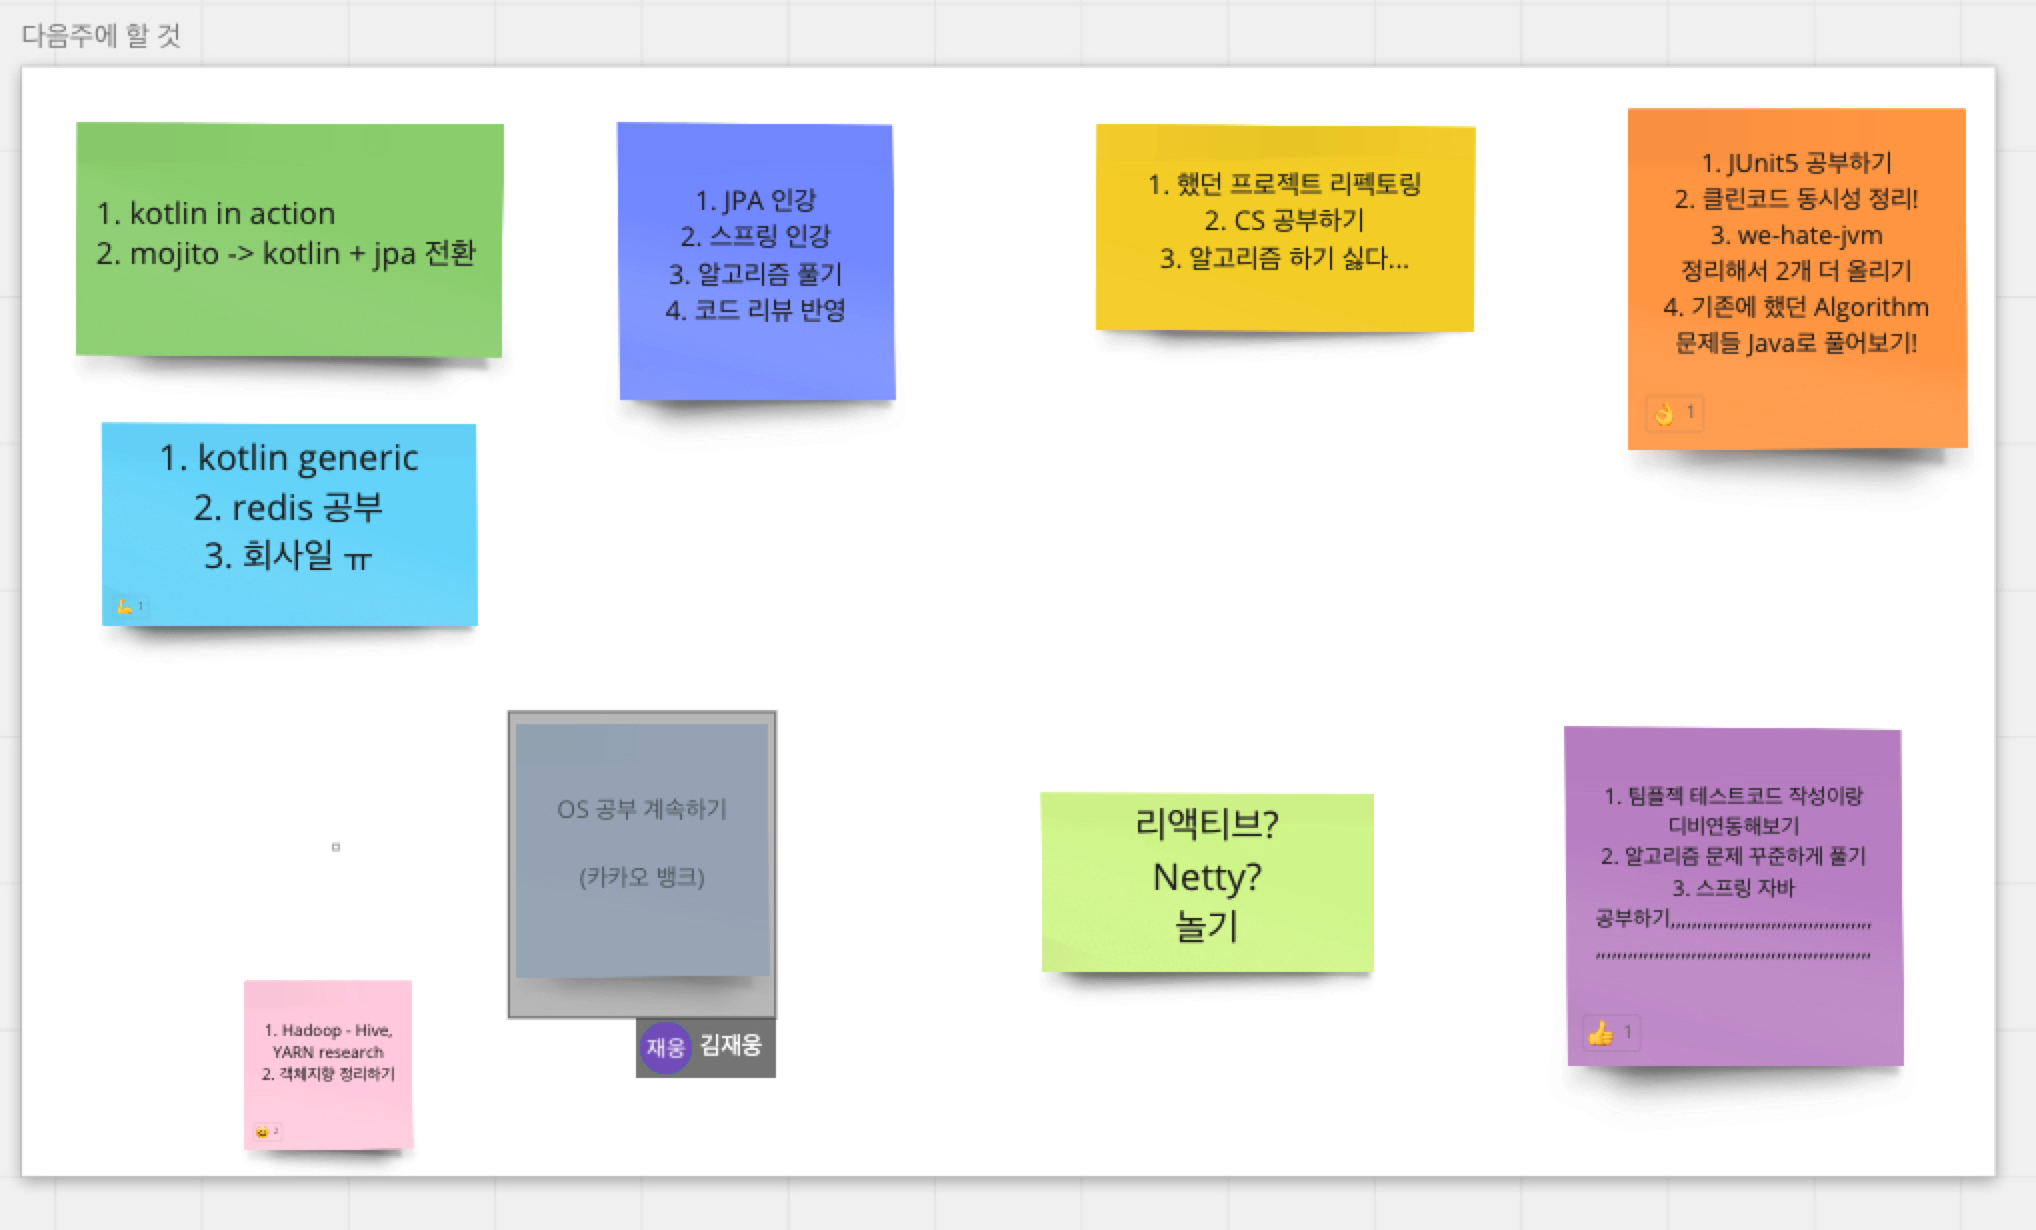 다음주에 할 것
1. kotlin in action
2. mojito -> kotlin + jpa 전환
1. JPA 인강
2. 스프링 인강
3. 알고리즘 풀기
4. 코드 리뷰 반영
1. 했던 프로젝트 리펙토링
2. CS 공부하기
3. 알고리즘 하기 싫다...
1. JUnit5 공부하기
2. 클린코드 동시성 정리!
3. we-hate-jvm
정리해서 2개 더 올리기
4. 기존에 했던 Algorithm
문제들 Java로 풀어보기!
👌 1
1. kotlin generic
2. redis 공부
3. 회사일 ㅠ
💪 1
OS 공부 계속하기
(카카오 뱅크)
재웅 김재웅
리액티브?
Netty?
놀기
1. 팀플젝 테스트코드 작성이랑
디비연동해보기
2. 알고리즘 문제 꾸준하게 풀기
3. 스프링 자바
공부하기,,,,,,,,,,,,,,,,,,,,,,,,,,,,,,,,,,,,,,
,,,,,,,,,,,,,,,,,,,,,,,,,,,,,,,,,,,,,,,,,,,,,,,,,,,,
👍 1
1. Hadoop - Hive,
YARN research
2. 객체지향 정리하기
2